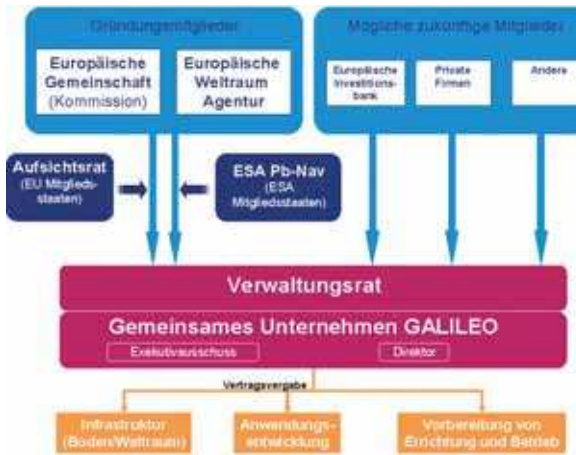 Gründungsmitglieder
Mögliche zukünftige Mitglieder
Europäische
Gemeinschaft
(Kommission)
Europäische
Weltraum
Agentur
Europäische
Investitions-
bank
Private
Firmen
Andere
Aufsichtsrat
(EU Mitglieds-
staaten)
ESA Pb-Nav
(ESA
Mitgliedsstaaten)
Verwaltungsrat
Gemeinsames Unternehmen GALILEO
Exekutivausschuss
Direktor
Vertragsvergabe
Infrastruktur
(Boden/Weltraum)
Anwendungs-
entwicklung
Vorbereitung von
Errichtung und Betrieb